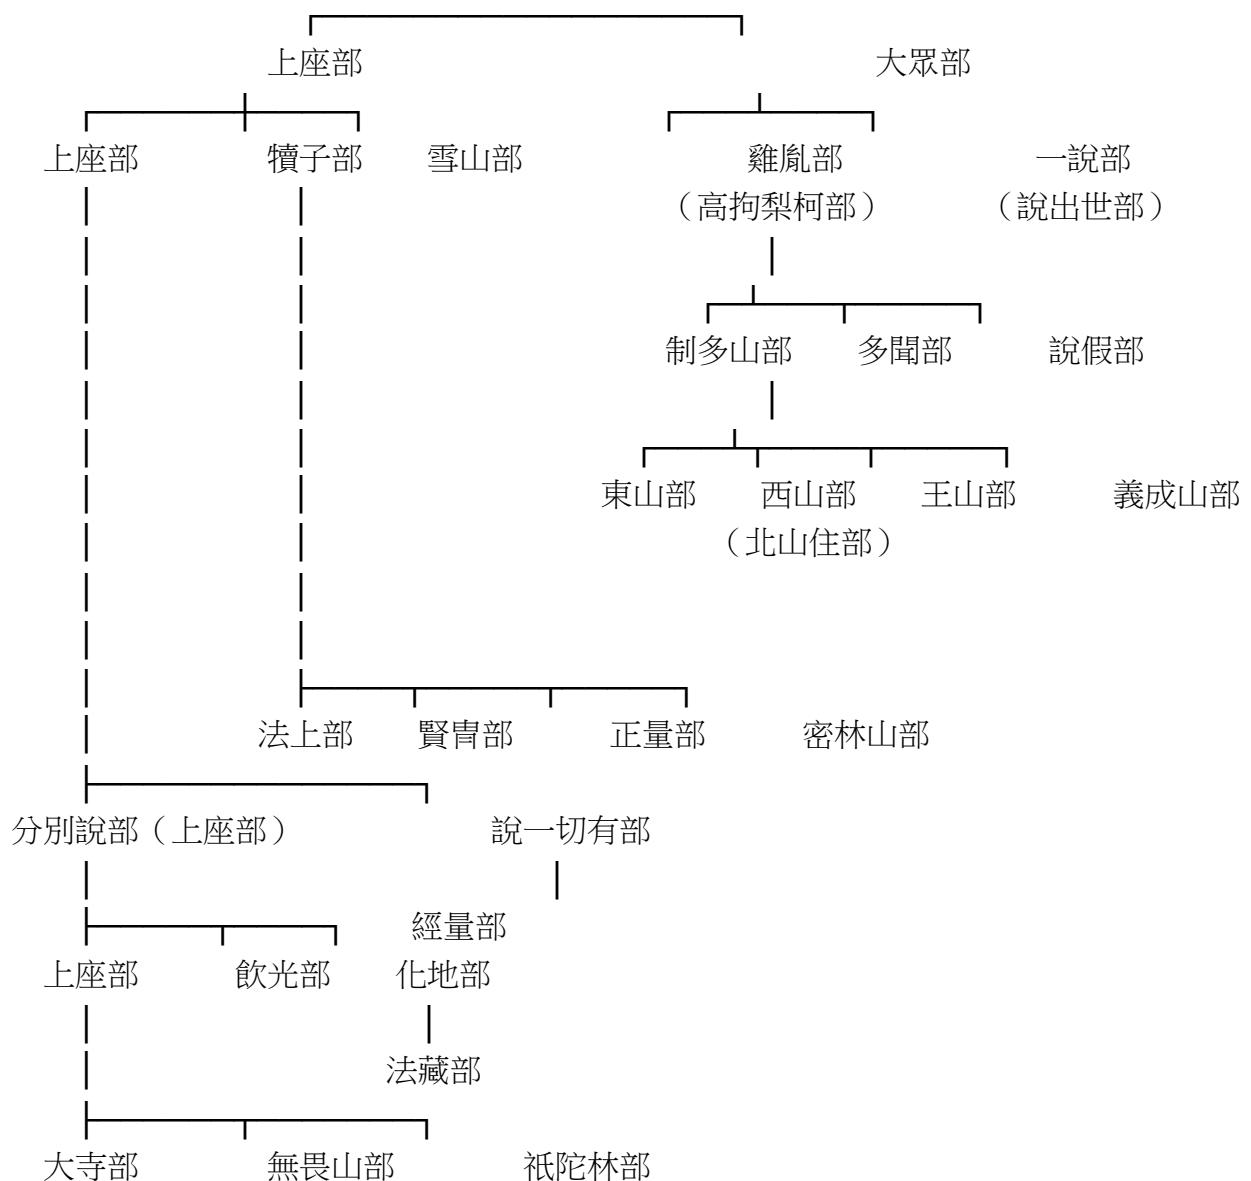 上座部 大眾部
上座部 犢子部 雪山部 雞胤部 一說部
（高拘梨柯部） （說出世部）
制多山部 多聞部 說假部
東山部 西山部 王山部 義成山部
（北山住部）
法上部 賢冑部 正量部 密林山部
分別說部（上座部） 說一切有部
經量部
上座部 飲光部 化地部
法藏部
大寺部 無畏山部 祇陀林部